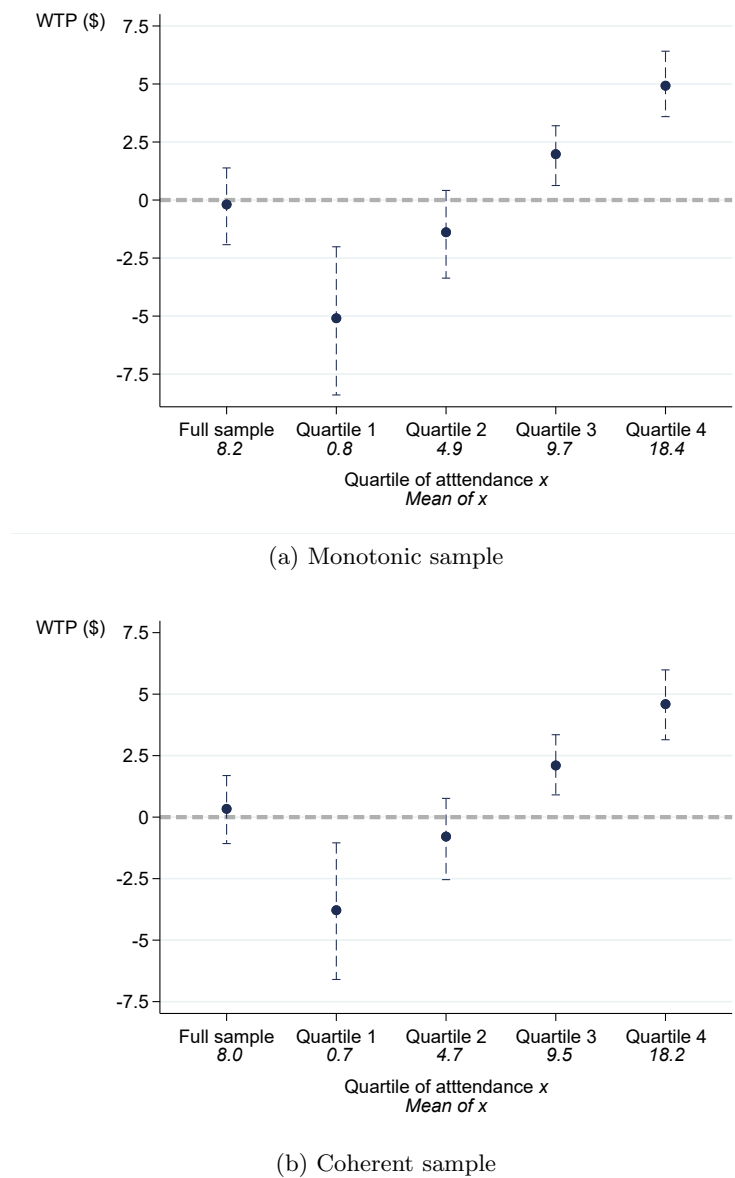 WTP ($)
7.5
5
2.5
0
-2.5
-5
-7.5
Full sample Quartile 1 Quartile 2 Quartile 3 Quartile 4
8.2 0.8 4.9 9.7 18.4
Quartile of atttendance x
Mean of x
(a) Monotonic sample
WTP ($)
7.5
5
2.5
0
-2.5
-5
-7.5
Full sample Quartile 1 Quartile 2 Quartile 3 Quartile 4
8.0 0.7 4.7 9.5 18.2
Quartile of atttendance x
Mean of x
(b) Coherent sample